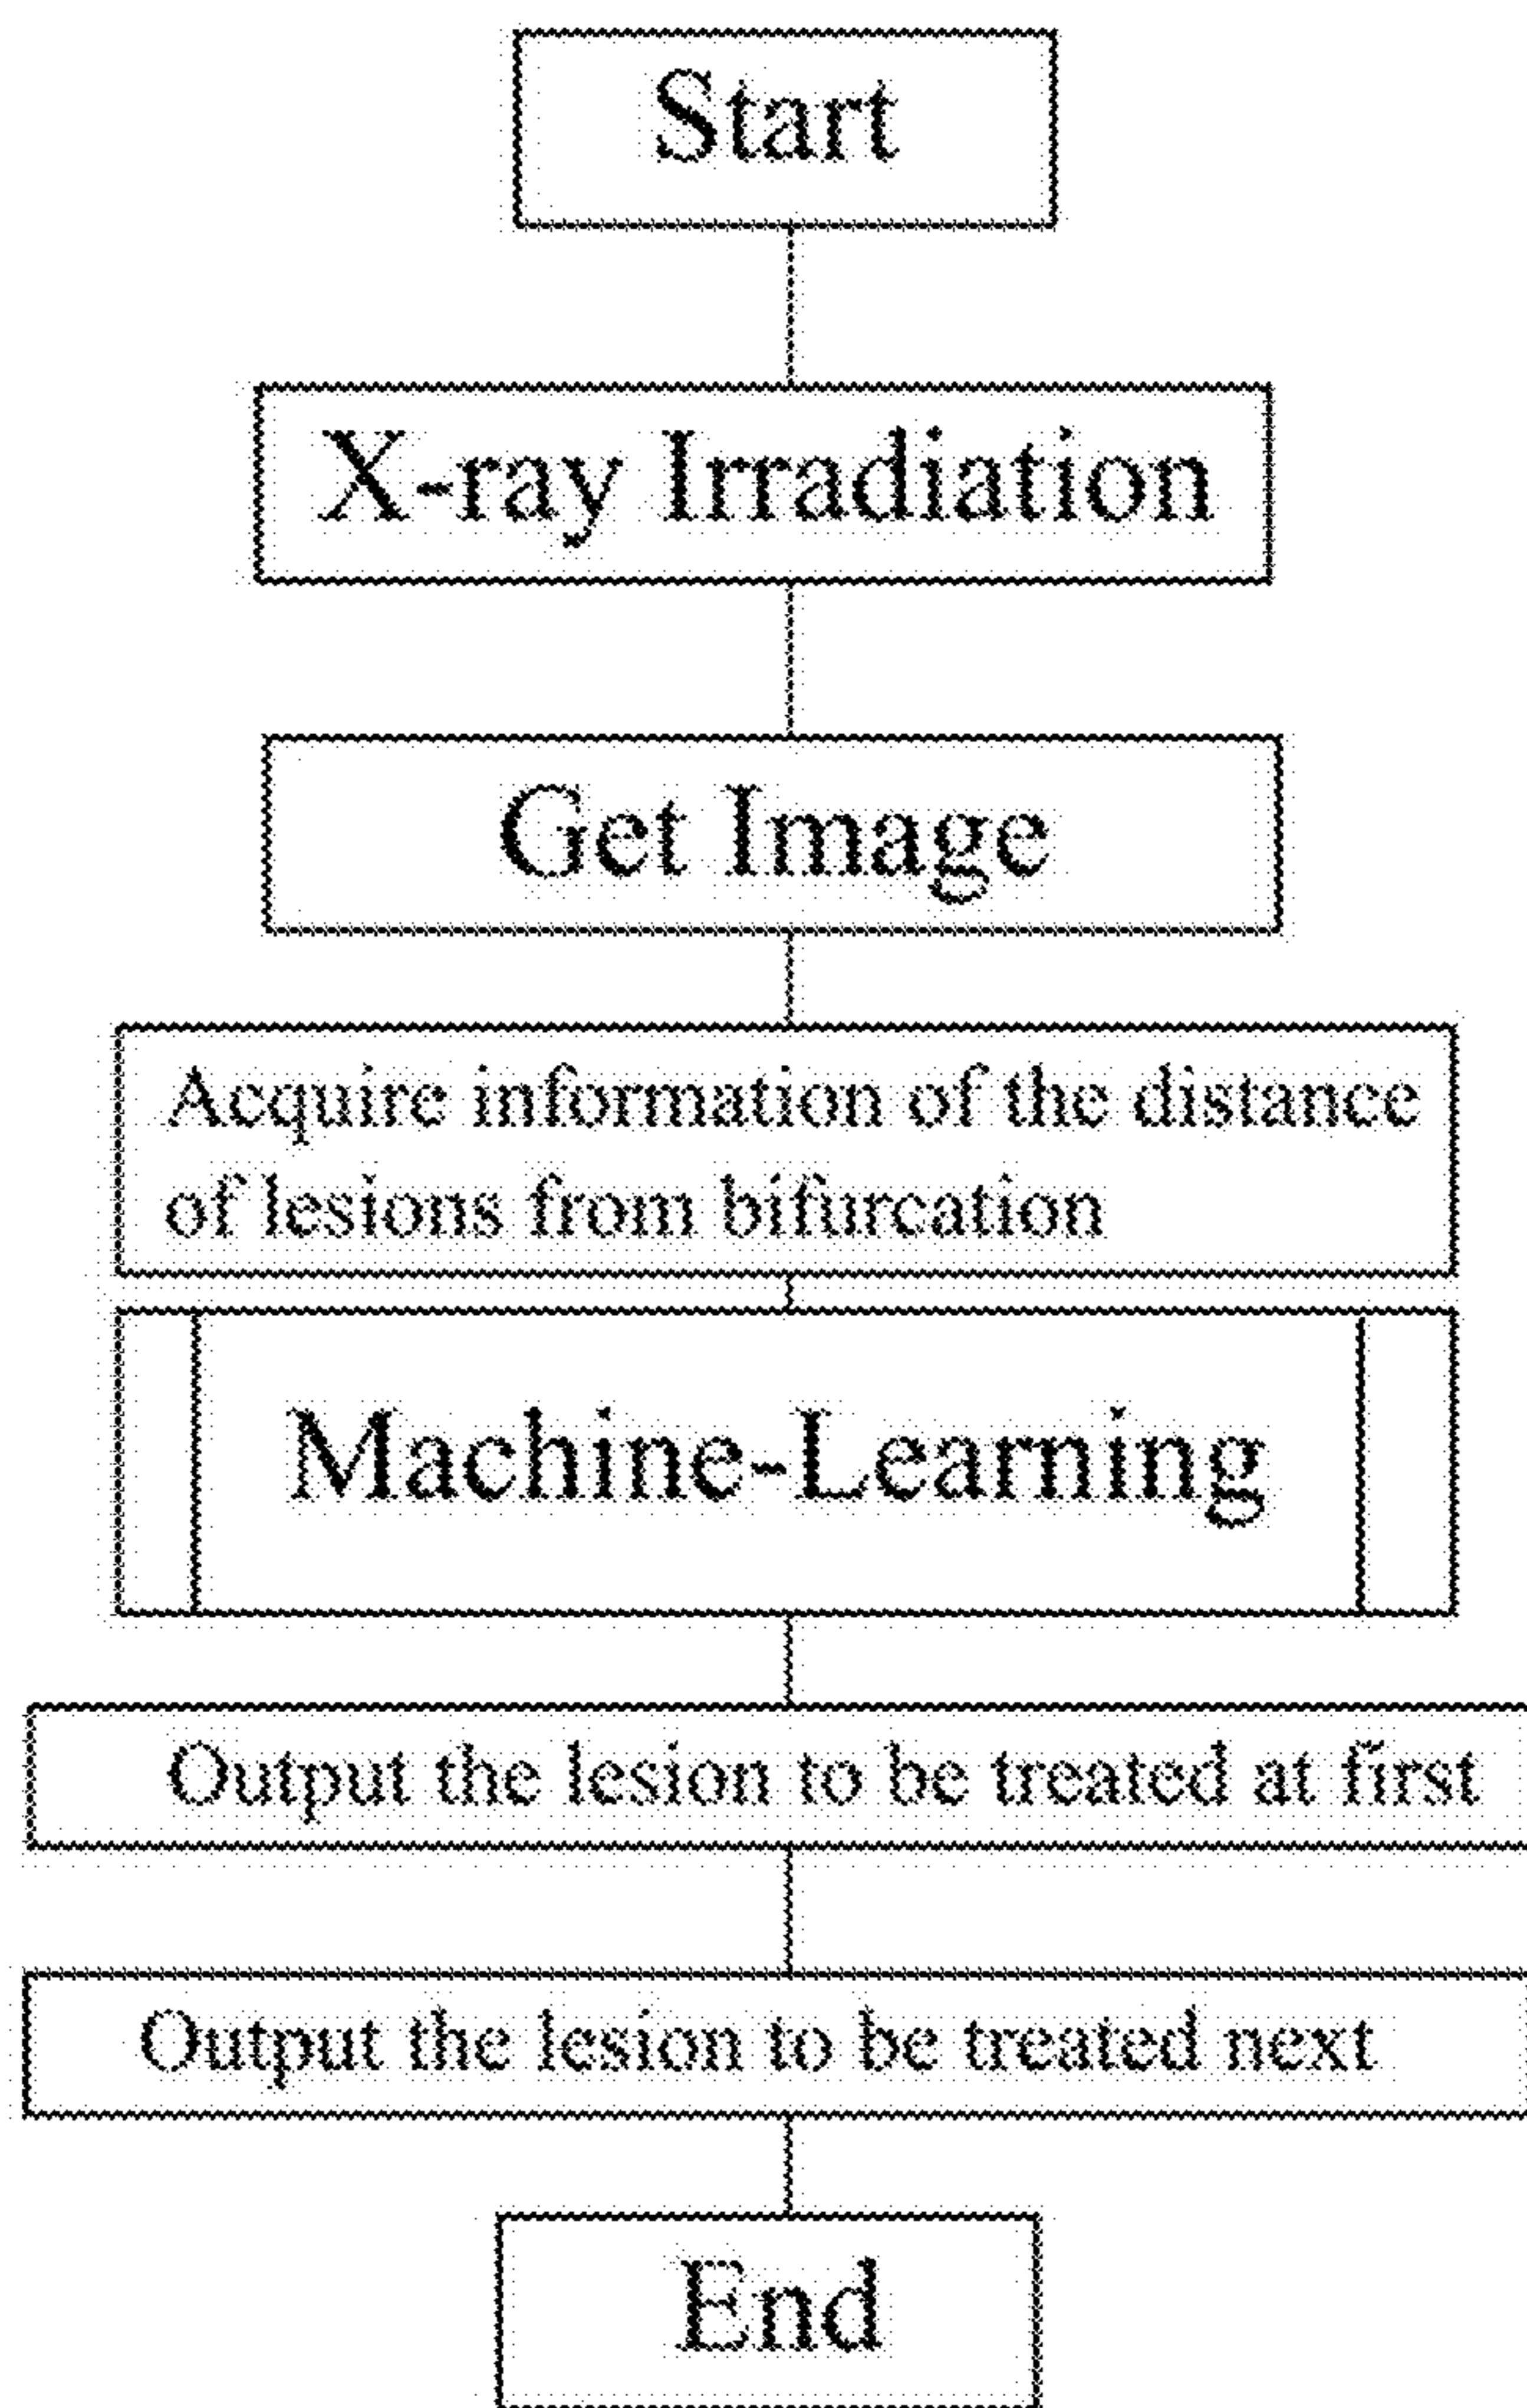 Start
X-ray Irradiation
Get Image
Acquire information of the distance
of lesions from bifurcation
Machine-Learning
Output the lesion to be treated at first
Output the lesion to be treated next
End